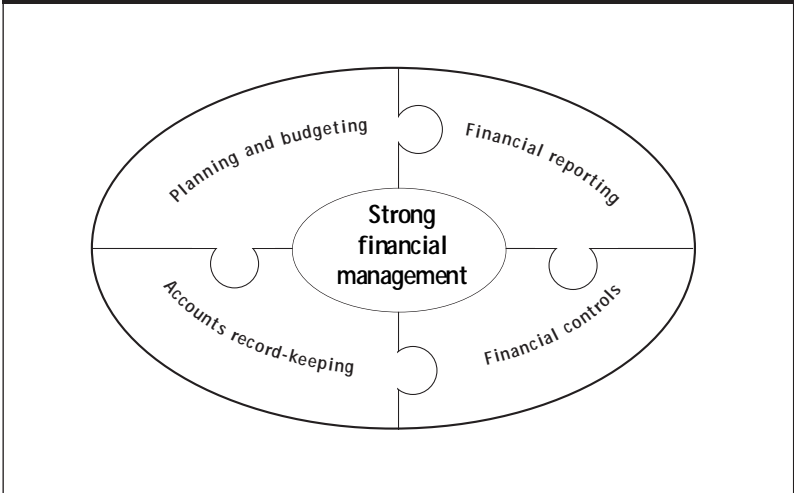 Planning and budgeting
Financial reporting
Strong
financial
management
Accounts record-keeping
Financial controls